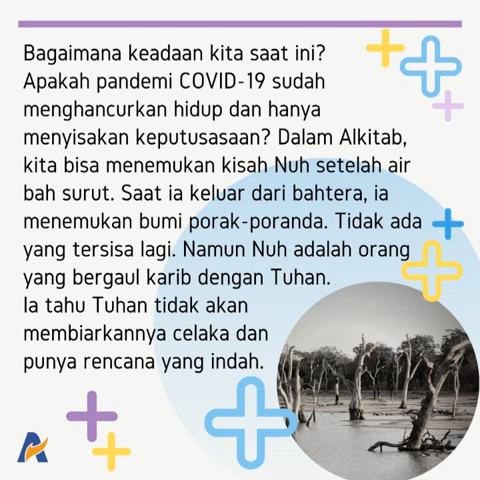 Bagaimana keadaan kita saat ini?
Apakah pandemi COVID-19 sudah
menghancurkan hidup dan hanya
menyisakan keputusasaan? Dalam Alkitab,
kita bisa menemukan kisah Nuh setelah air
bah surut. Saat ia keluar dari bahtera, ia
menemukan bumi porak-poranda. Tidak ada
yang tersisa lagi. Namun Nuh adalah orang
yang bergaul karib dengan Tuhan.
Ia tahu Tuhan tidak akan
membiarkannya celaka dan
punya rencana yang indah.